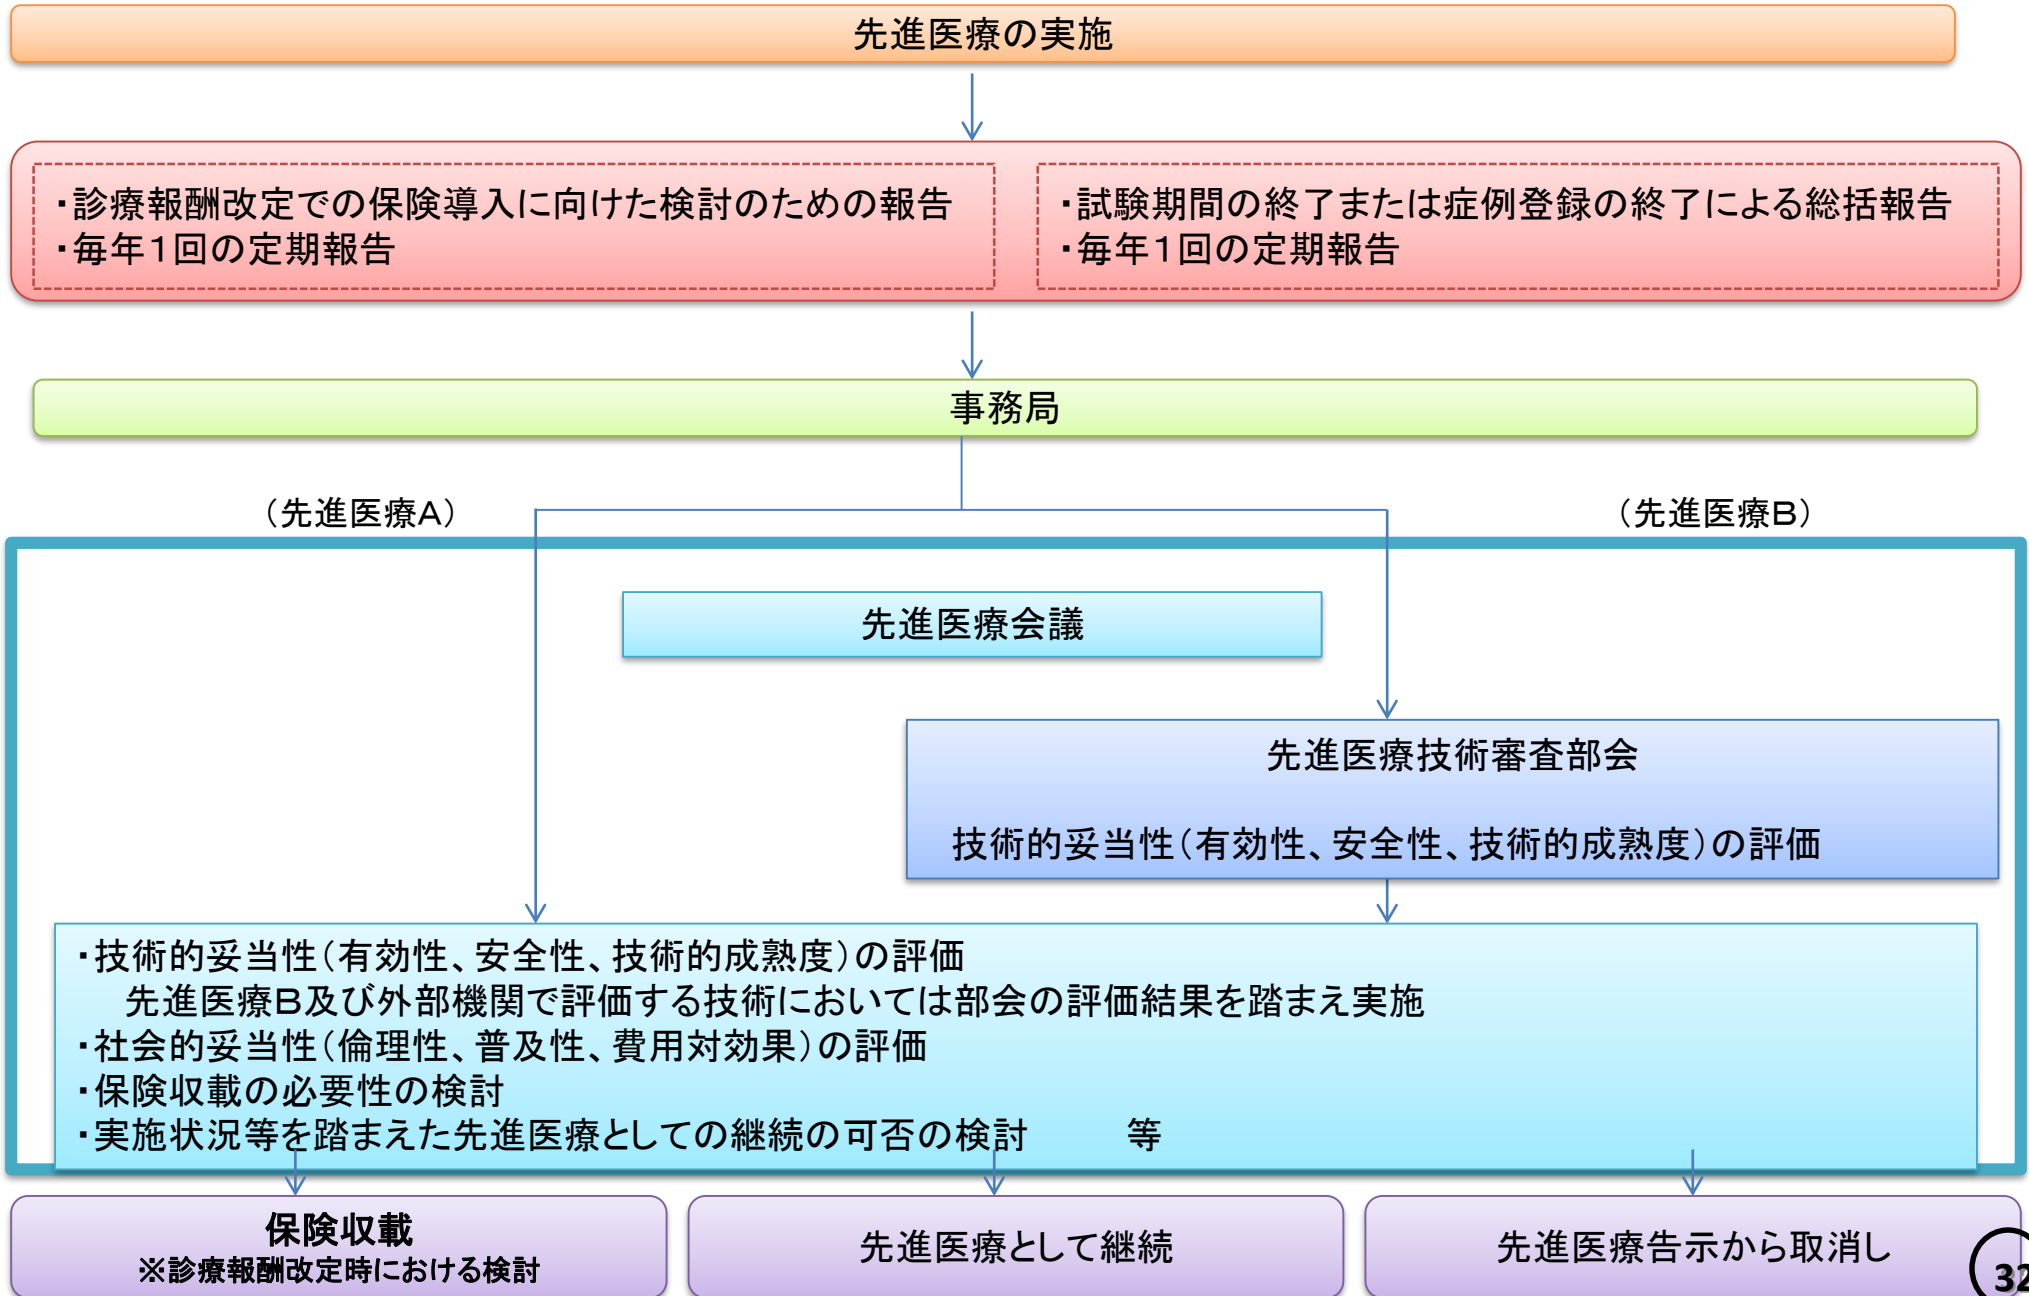 先進医療の実施
・診療報酬改定での保険導入に向けた検討のための報告
・毎年１回の定期報告
・試験期間の終了または症例登録の終了による総括報告
・毎年１回の定期報告
事務局
（先進医療Ａ）
（先進医療Ｂ）
先進医療会議
先進医療技術審査部会
技術的妥当性（有効性、安全性、技術的成熟度）の評価
・技術的妥当性（有効性、安全性、技術的成熟度）の評価
先進医療Ｂ及び外部機関で評価する技術においては部会の評価結果を踏まえ実施
・社会的妥当性（倫理性、普及性、費用対効果）の評価
・保険収載の必要性の検討
・実施状況等を踏まえた先進医療としての継続の可否の検討　　　等
保険収載
※診療報酬改定時における検討
先進医療として継続
先進医療告示から取消し
32